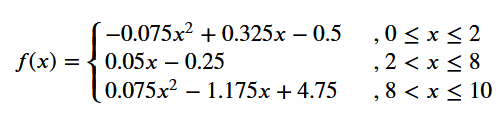 −0.075x² + 0.325x − 0.5 , 0 ≤ x ≤ 2
f(x) = { 0.05x − 0.25 , 2 < x ≤ 8
0.075x² − 1.175x + 4.75 , 8 < x ≤ 10